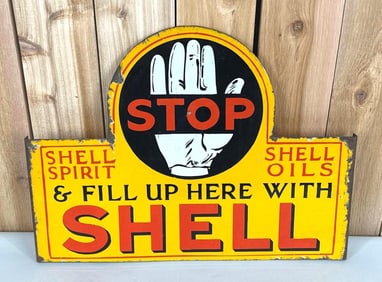 STOP
SHELL SPIRIT
SHELL OILS
& FILL UP HERE WITH
SHELL